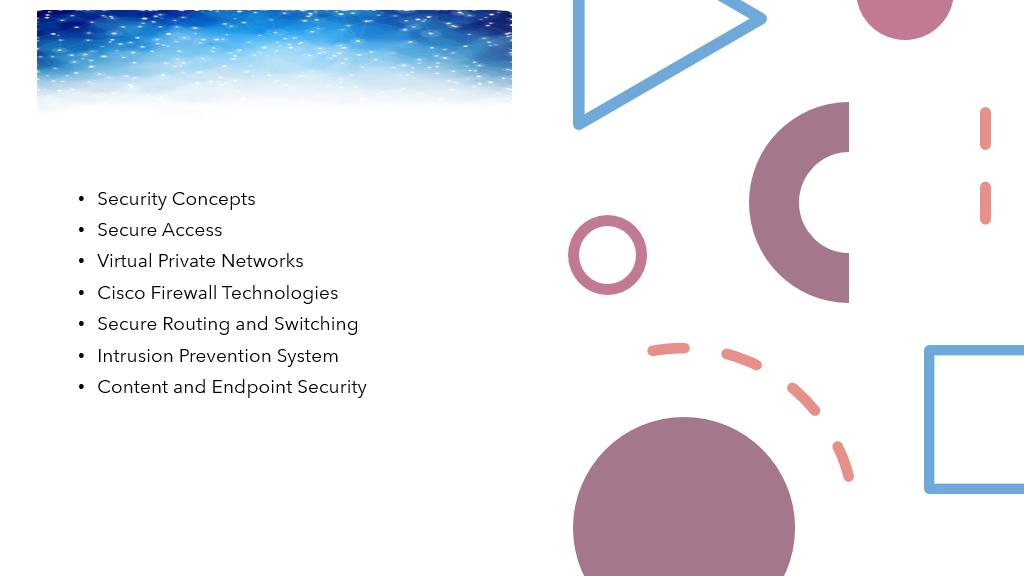 • Security Concepts
• Secure Access
• Virtual Private Networks
• Cisco Firewall Technologies
• Secure Routing and Switching
• Intrusion Prevention System
• Content and Endpoint Security